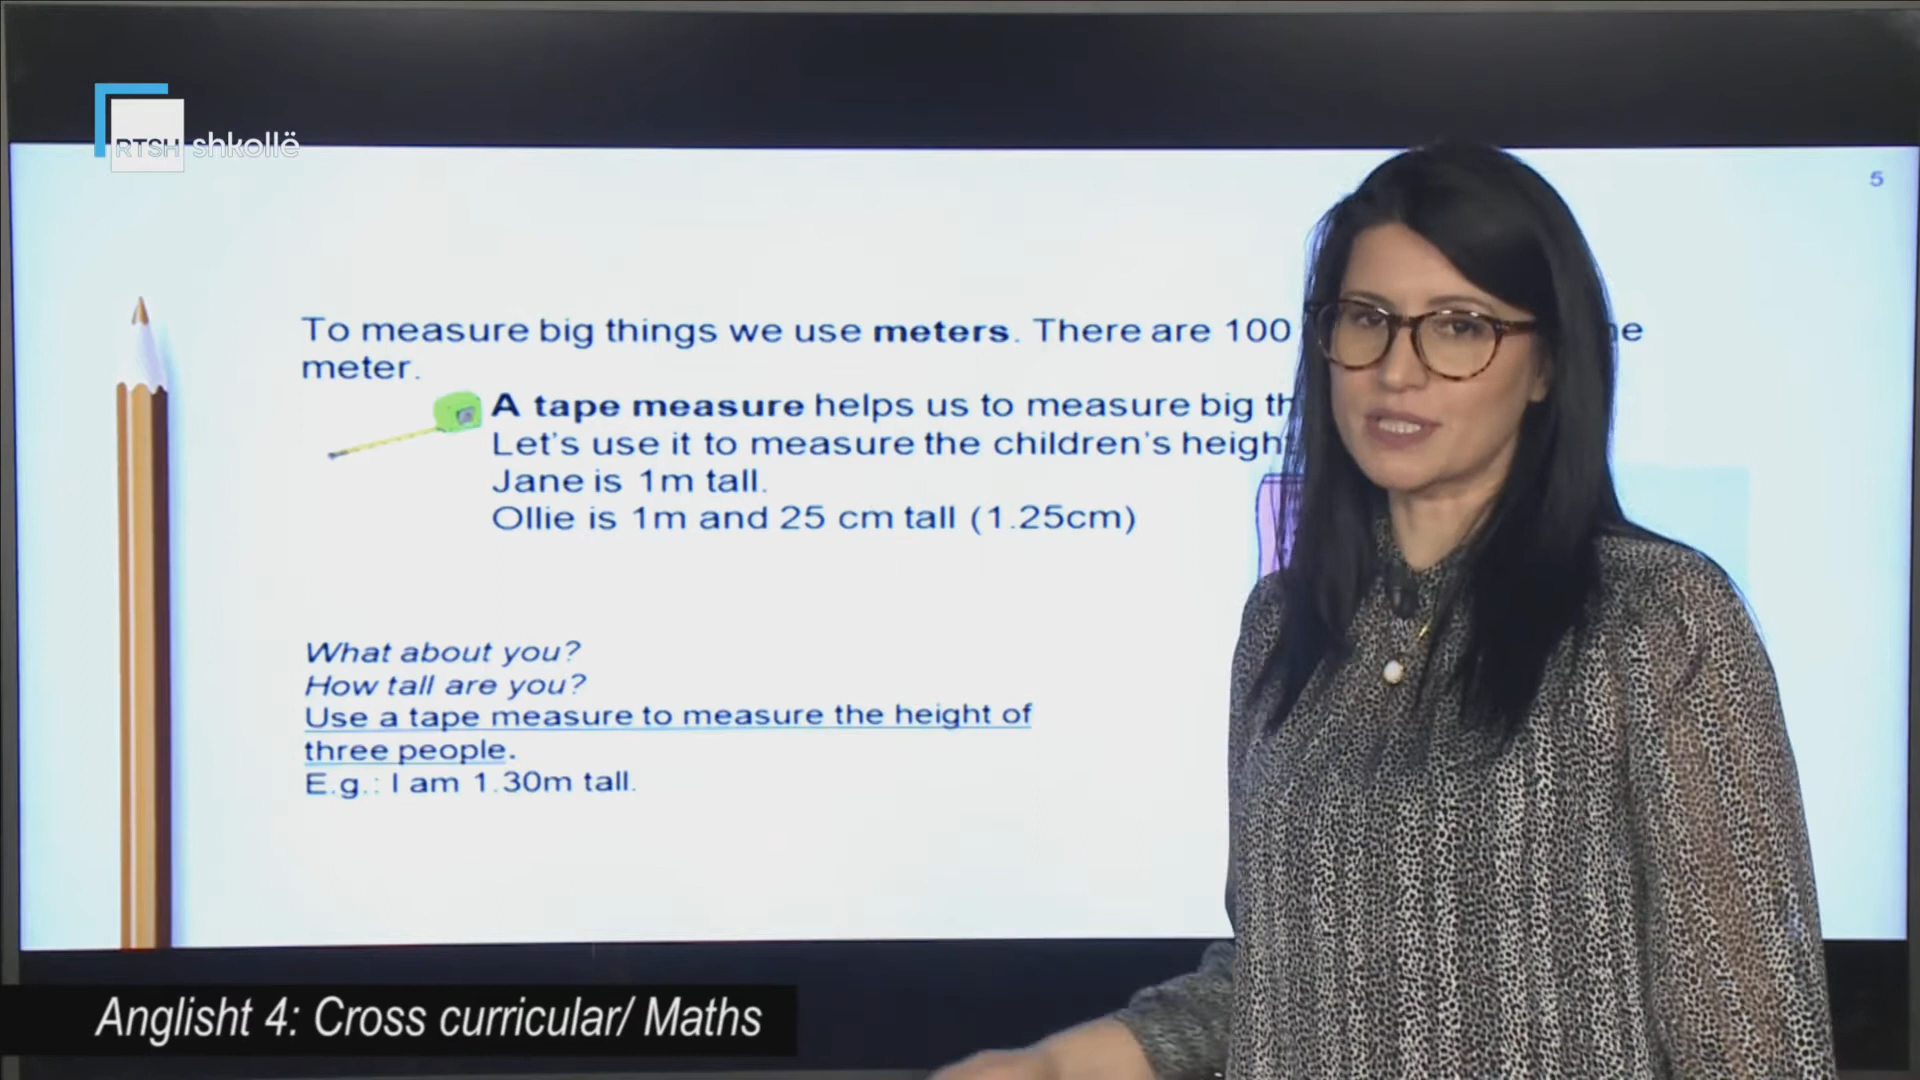 RTSH shkollë
5
To measure big things we use meters. There are 100
meter.
A tape measure helps us to measure big
Let's use it to measure the children's
Jane is 1m tall.
Ollie is 1m and 25 cm tall (1.25cm)
What about you?
How tall are you?
Use a tape measure to measure the height of
three people.
E.g.: I am 1.30m tall.
Anglisht 4: Cross curricular/ Maths